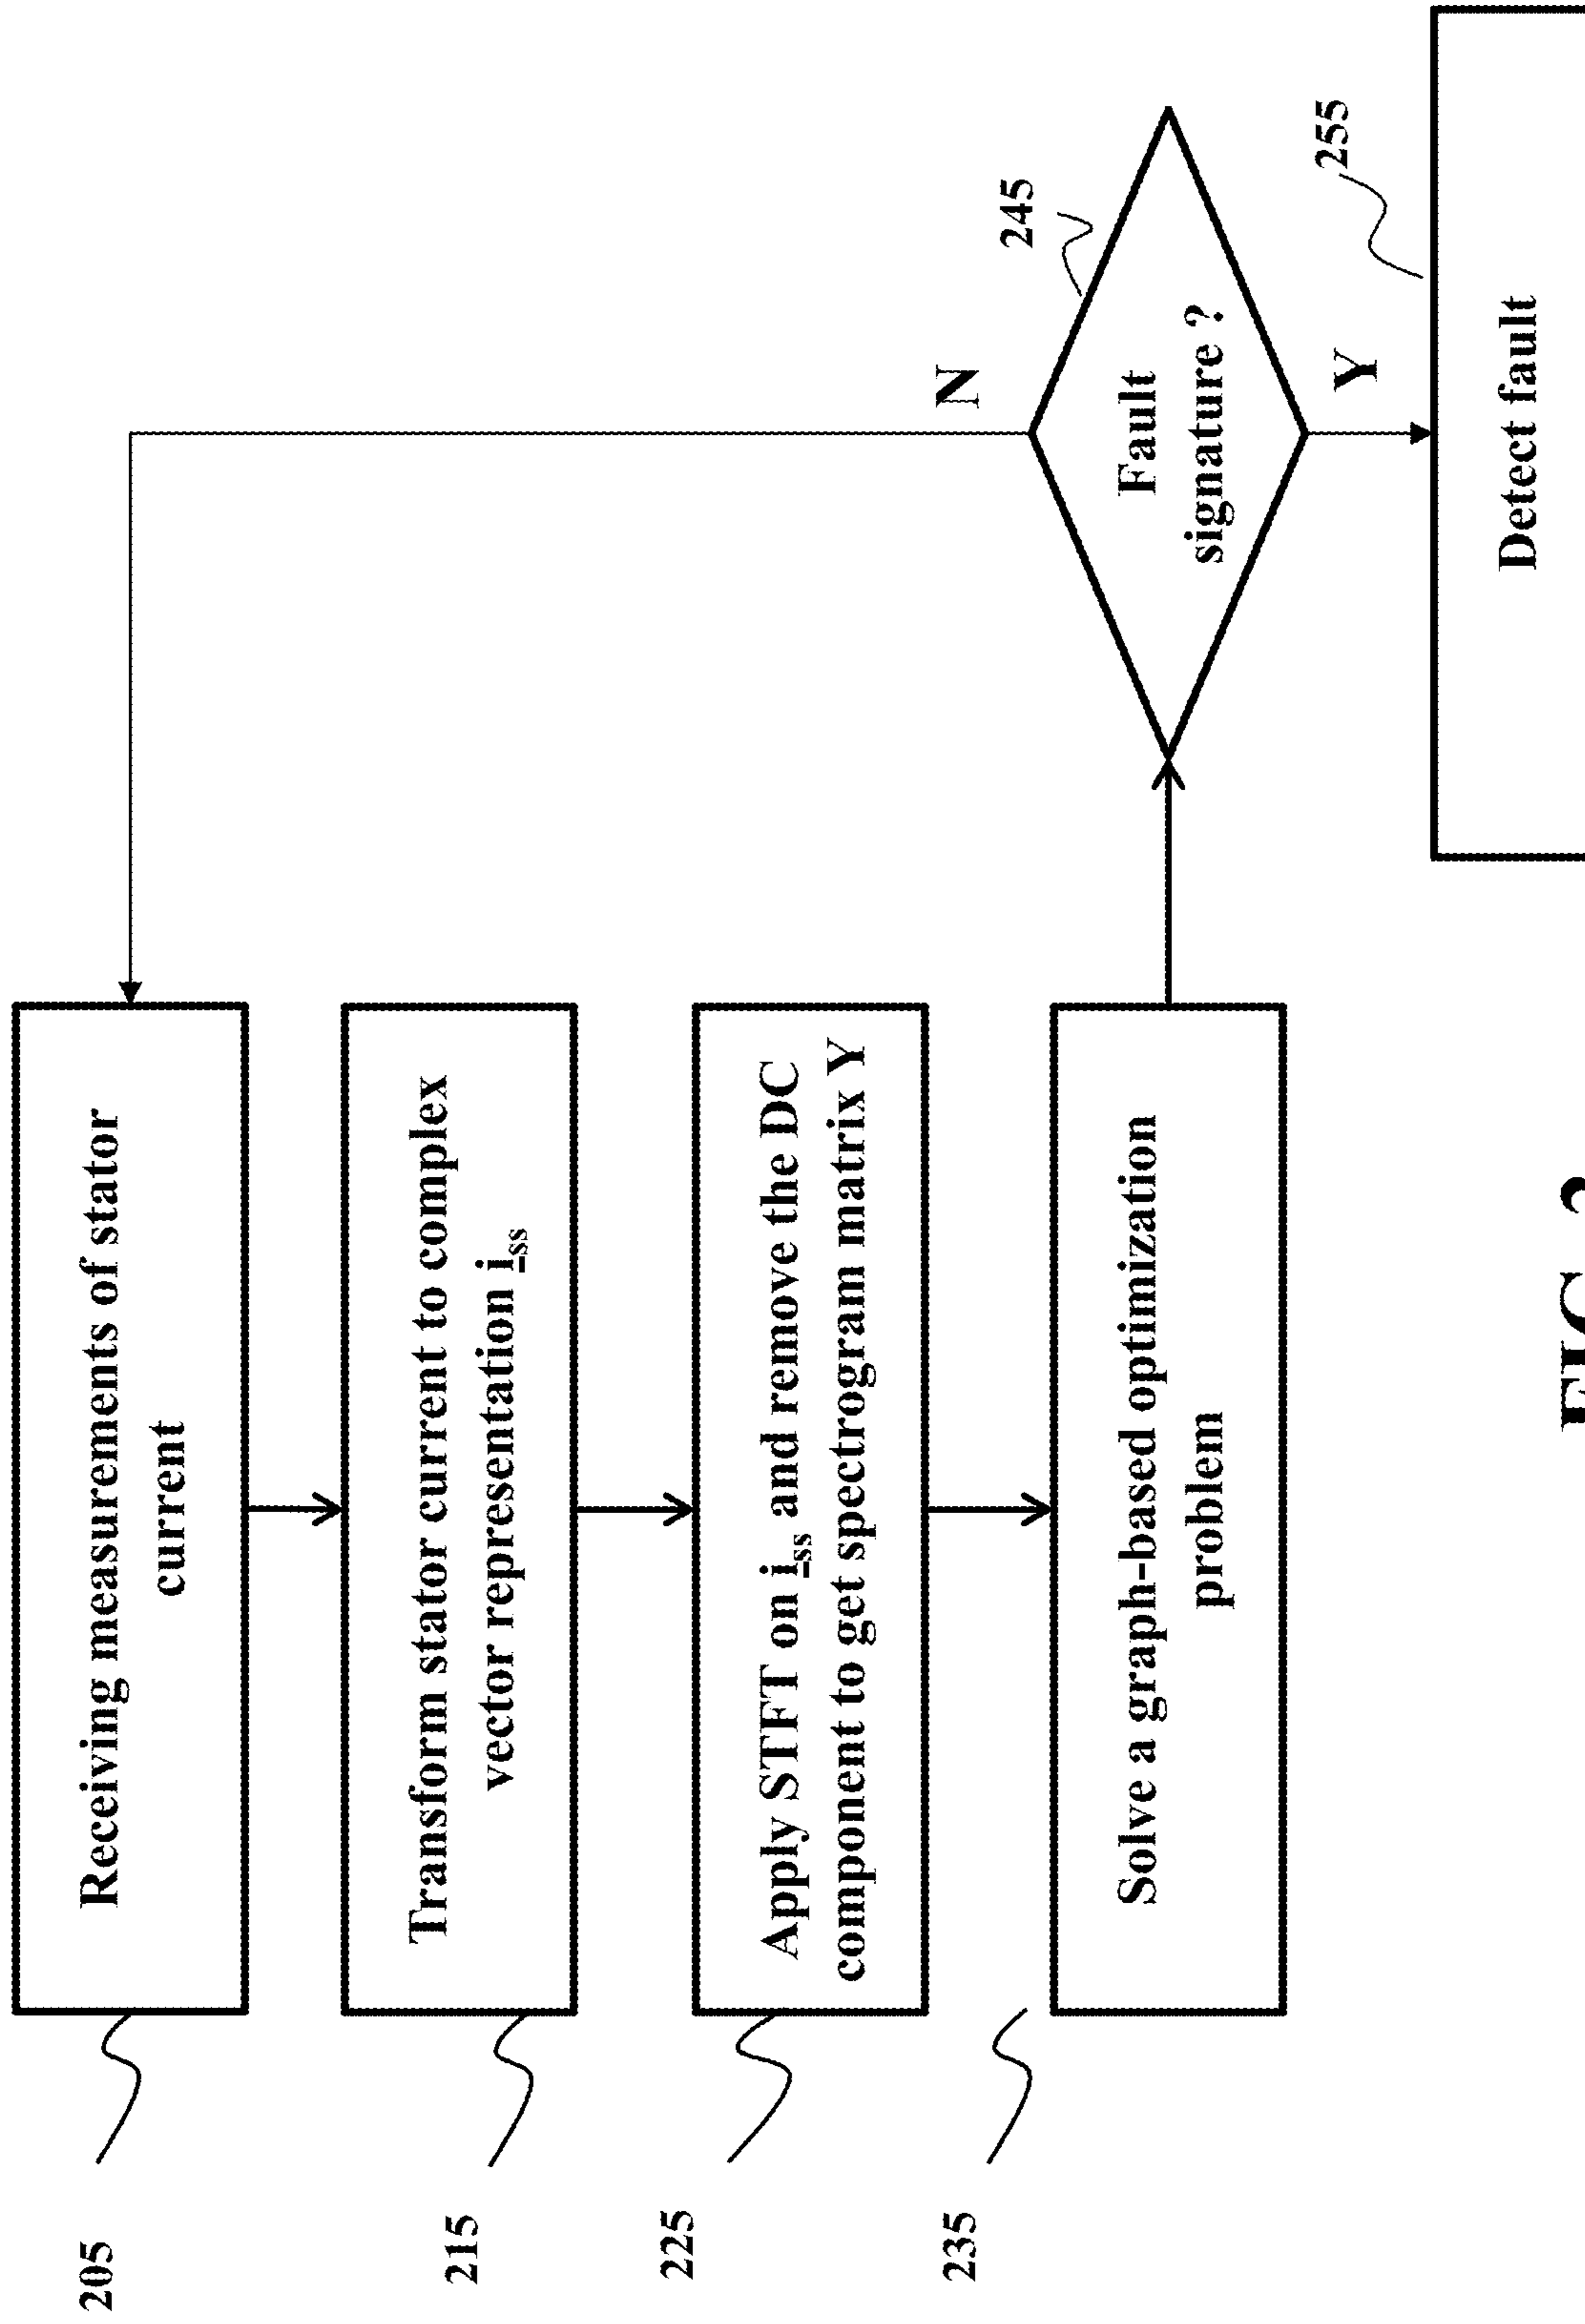 205
Receiving measurements of stator
current
215
Transform stator current to complex
vector representation i_ss
225
Apply STFT on i_ss and remove the DC
component to get spectrogram matrix Y
235
Solve a graph-based optimization
problem
N
245
Fault
signature ?
Y
255
Detect fault
FIG